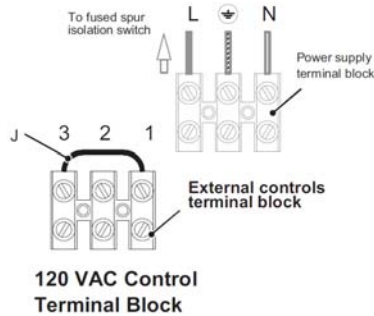 To fused spur
isolation switch
L N
Power supply
terminal block
J 3 2 1
External controls
terminal block
120 VAC Control
Terminal Block